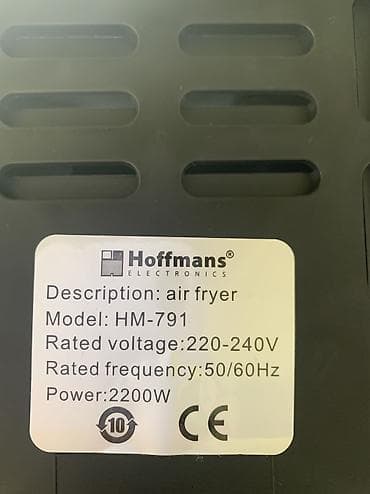 Hoffmans®
ELECTRONICS
Description: air fryer
Model: HM-791
Rated voltage:220-240V
Rated frequency:50/60Hz
Power:2200W
10 CE